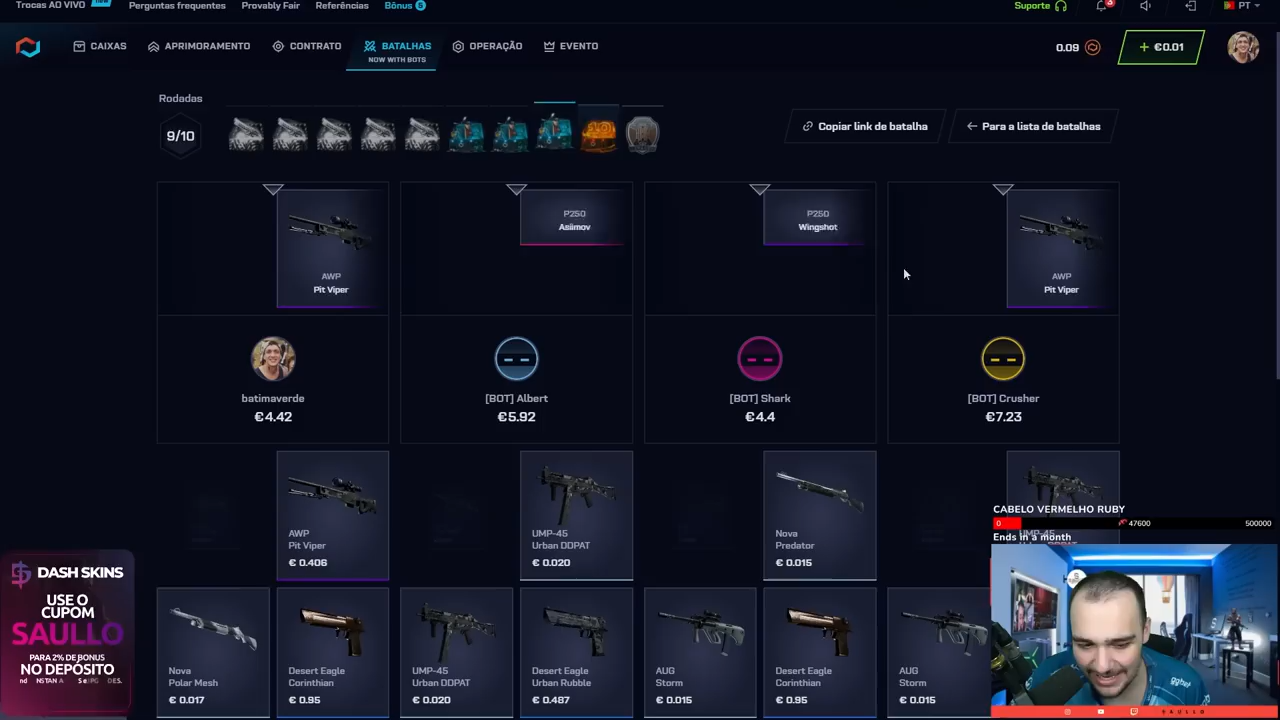 Trocas AO VIVO
Perguntas frequentes
Provably Fair
Referências
Bônus
Suporte
3
PT
CAIXAS
APRIMORAMENTO
CONTRATO
BATALHAS
NOW WITH BOTS
OPERAÇÃO
EVENTO
0.09
+ €0.01
Rodadas
9/10
Copiar link de batalha
Para a lista de batalhas
AWP
Pit Viper
P250
Asiimov
P250
Wingshot
AWP
Pit Viper
batimaverde
€4.42
[BOT] Albert
€5.92
[BOT] Shark
€4.4
[BOT] Crusher
€7.23
AWP
Pit Viper
€ 0.406
UMP-45
Urban DDPAT
€ 0.020
Nova
Predator
€ 0.015
UMP-45
CABELO VERMELHO RUBY
0
47600
500000
Ends in a month
DASH SKINS
USE O
CUPOM
SAULLO
PARA 2% DE BONUS
NO DEPÓSITO
Nova
Polar Mesh
€ 0.017
Desert Eagle
Corinthian
€ 0.95
UMP-45
Urban DDPAT
€ 0.020
Desert Eagle
Urban Rubble
€ 0.487
AUG
Storm
€ 0.015
Desert Eagle
Corinthian
€ 0.95
AUG
Storm
€ 0.015